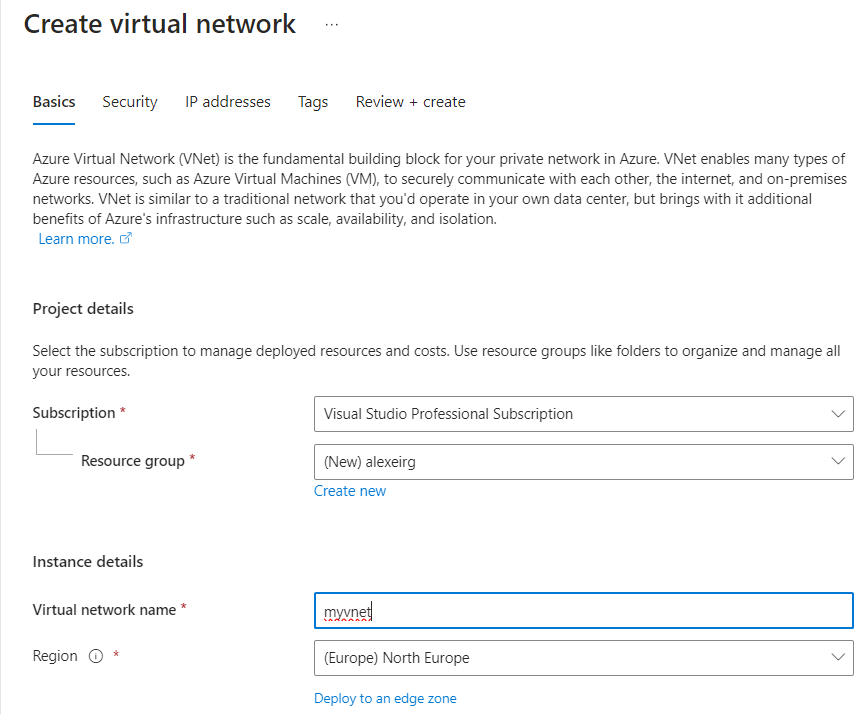 Create virtual network ...
Basics Security IP addresses Tags Review + create
Azure Virtual Network (VNet) is the fundamental building block for your private network in Azure. VNet enables many types of
Azure resources, such as Azure Virtual Machines (VM), to securely communicate with each other, the internet, and on-premises
networks. VNet is similar to a traditional network that you'd operate in your own data center, but brings with it additional
benefits of Azure's infrastructure such as scale, availability, and isolation.
Learn more.
Project details
Select the subscription to manage deployed resources and costs. Use resource groups like folders to organize and manage all
your resources.
Subscription * Visual Studio Professional Subscription
Resource group * (New) alexeirg
Create new
Instance details
Virtual network name * myvnet
Region * (Europe) North Europe
Deploy to an edge zone